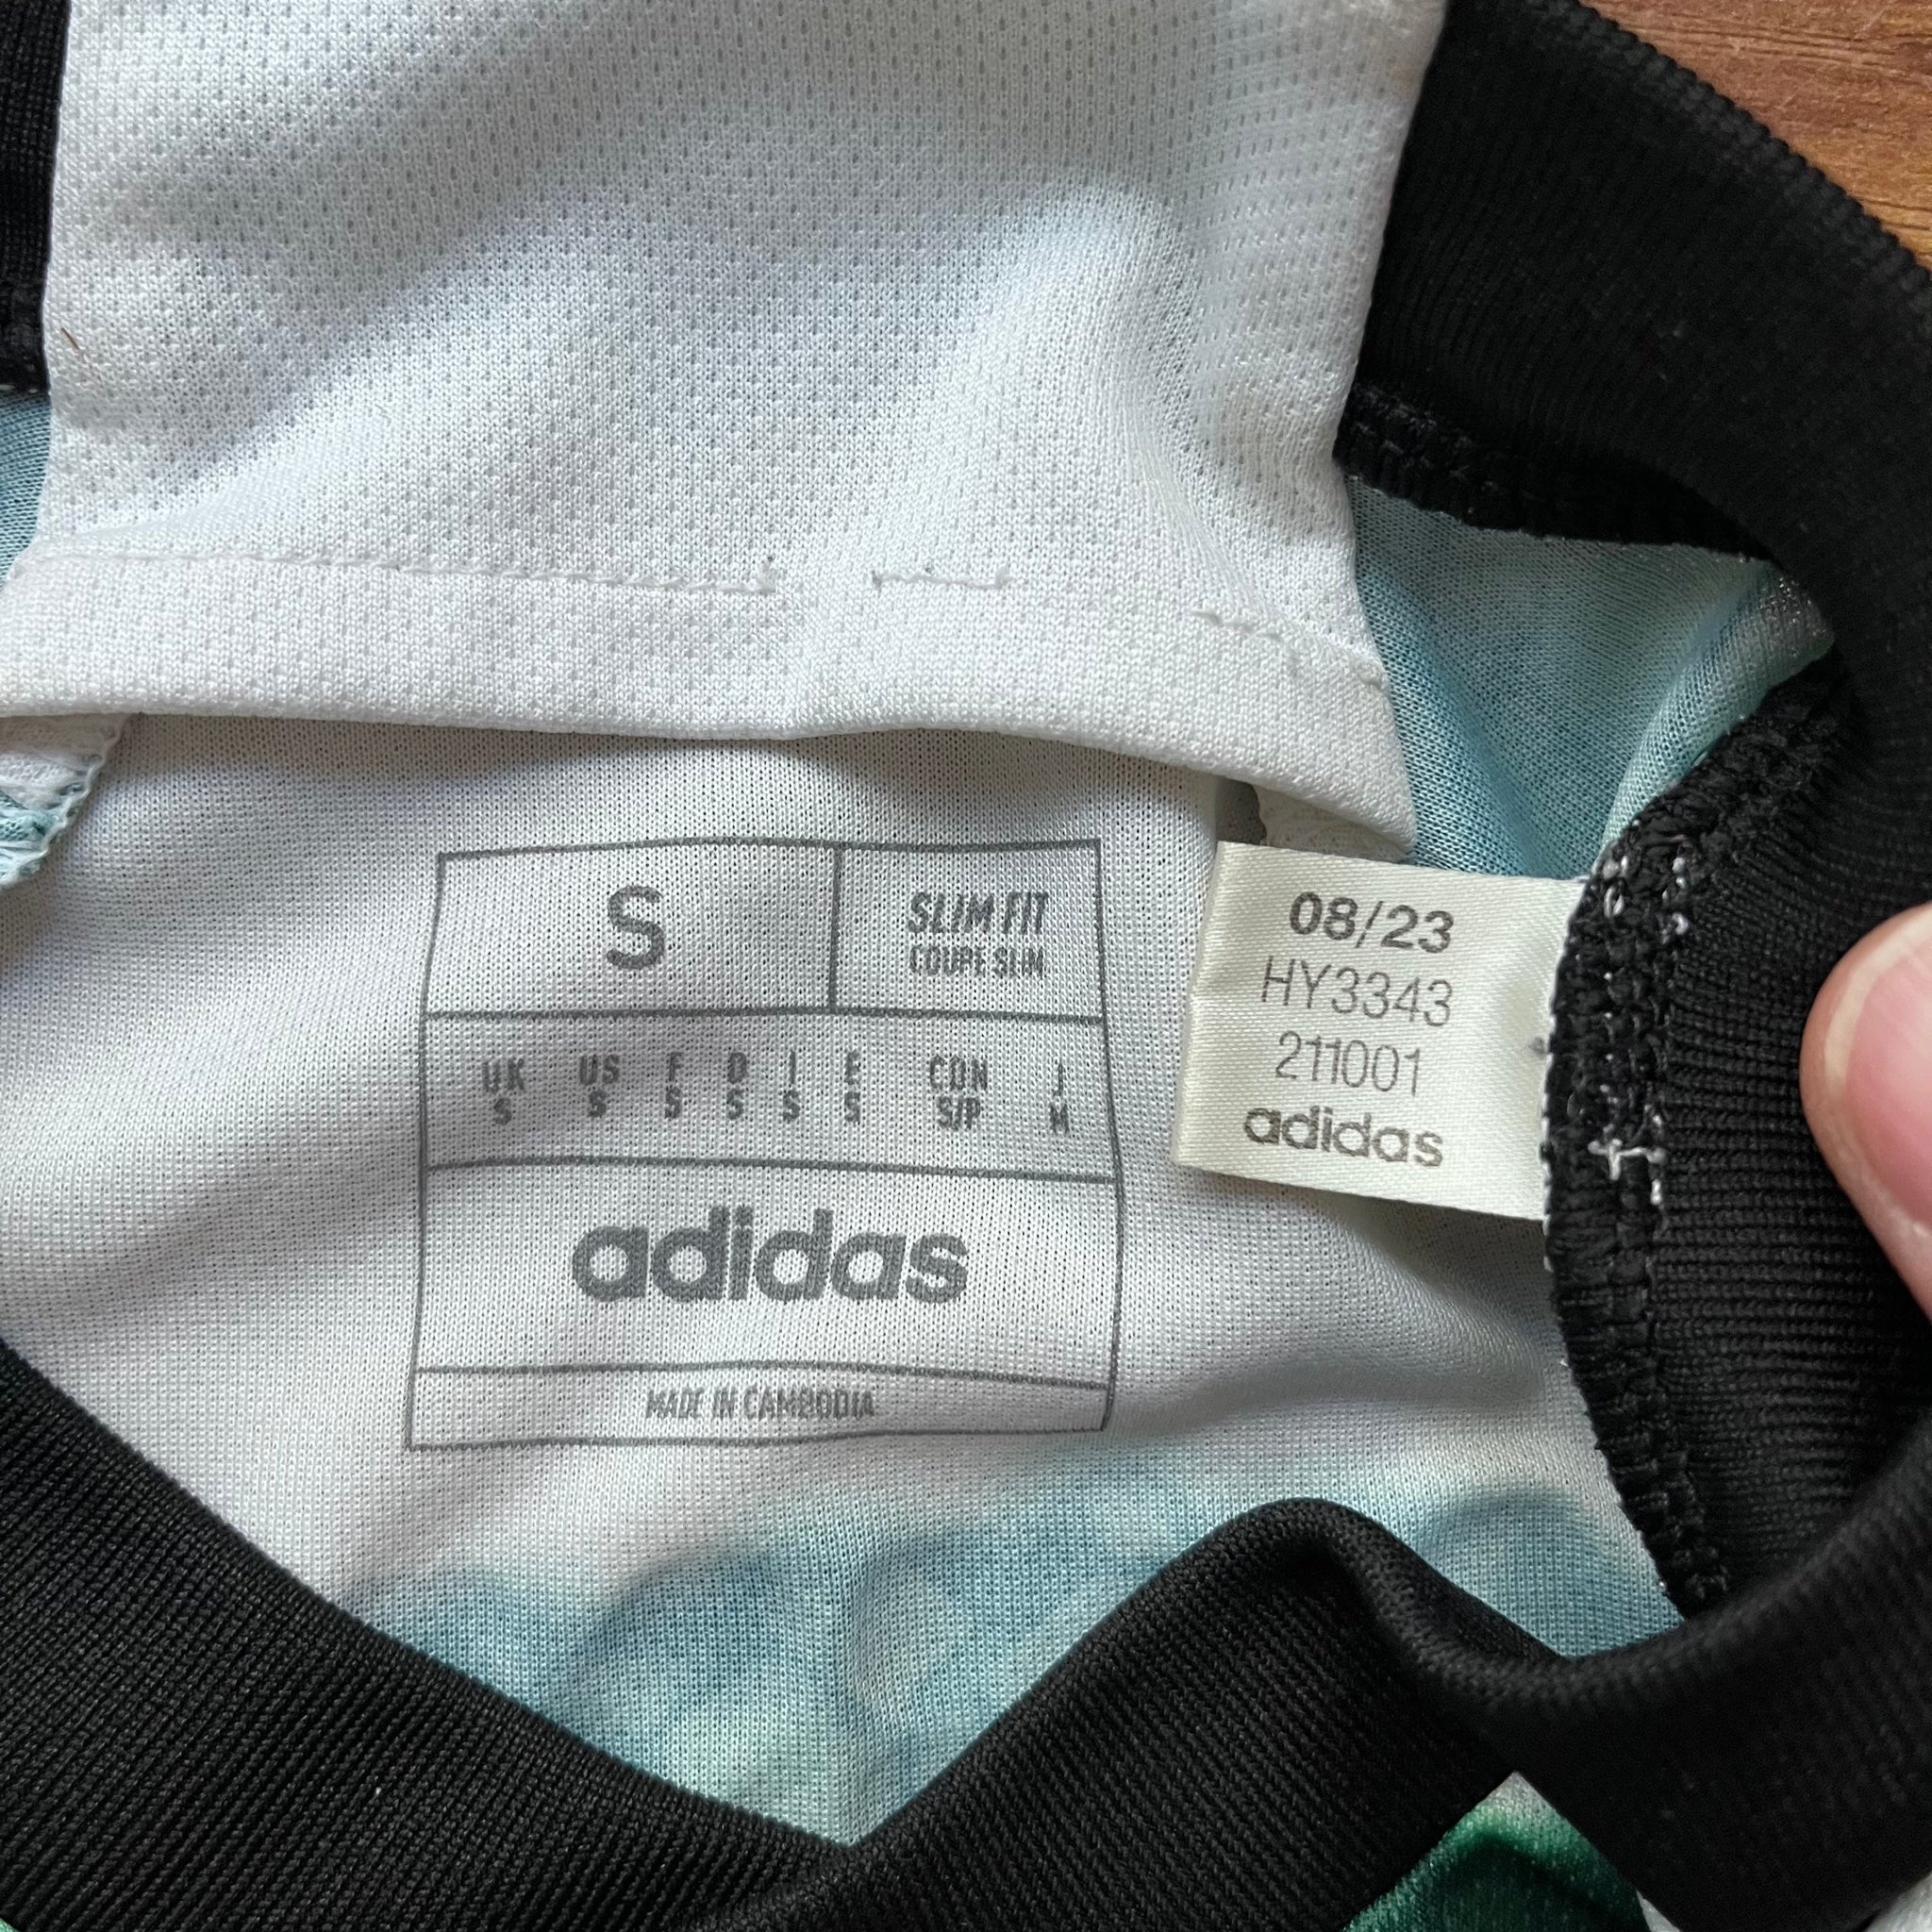 S
SLIM FIT
COUPE SLIM
UK US F D I E CDN J
S S S S S S S/P M
adidas
MADE IN CAMBODIA
08/23
HY3343
211001
adidas